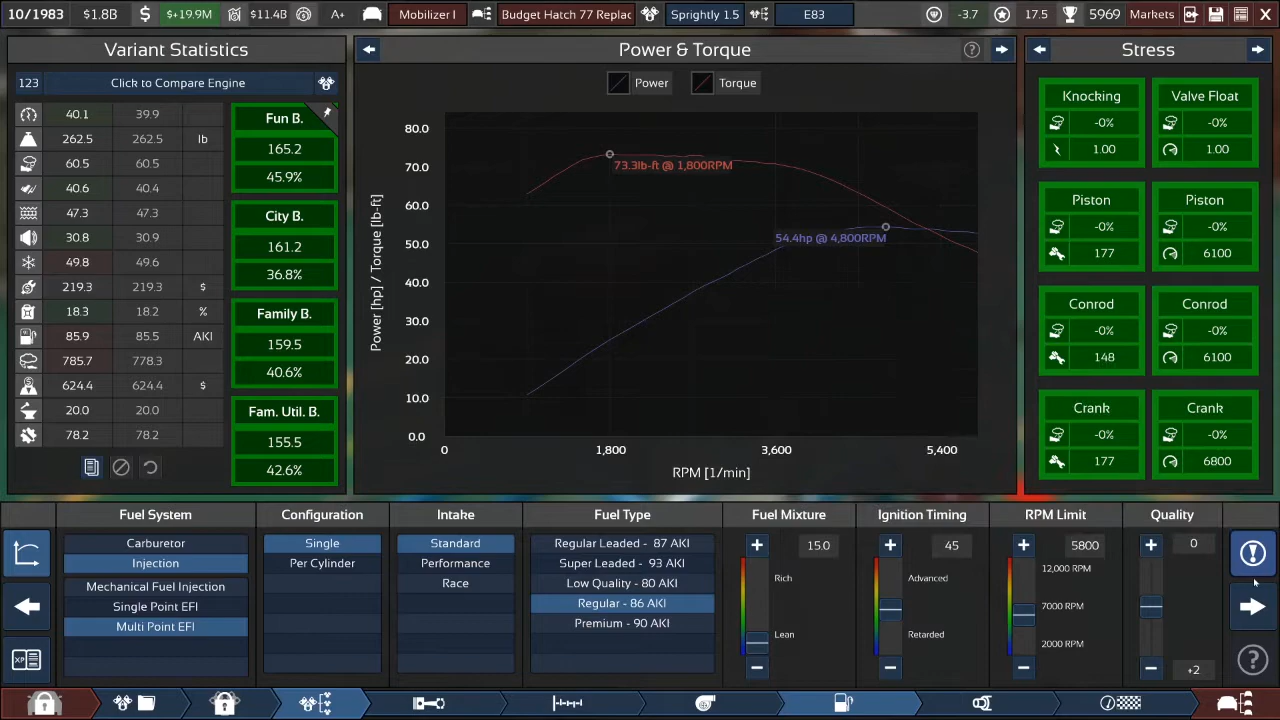 10/1983 $1.8B $+19.9M $11.4B A+ Mobilizer I Budget Hatch 77 Replac Sprightly 1.5 E83 -3.7 17.5 5969 Markets
Variant Statistics
123 Click to Compare Engine
40.1 39.9
262.5 262.5 lb
60.5 60.5
40.6 40.4
47.3 47.3
30.8 30.9
49.8 49.6
219.3 219.3 $
18.3 18.2 %
85.9 85.5 AKI
785.7 778.3
624.4 624.4 $
20.0 20.0
78.2 78.2
Fun B.
165.2
45.9%
City B.
161.2
36.8%
Family B.
159.5
40.6%
Fam. Util. B.
155.5
42.6%
Power & Torque
Power Torque
Power [hp] / Torque [lb-ft]
80.0
70.0
60.0
50.0
40.0
30.0
20.0
10.0
0.0
73.3lb-ft @ 1,800RPM
54.4hp @ 4,800RPM
0 1,800 3,600 5,400
RPM [1/min]
Stress
Knocking
-0%
1.00
Valve Float
-0%
1.00
Piston
-0%
177
Piston
-0%
6100
Conrod
-0%
148
Conrod
-0%
6100
Crank
-0%
177
Crank
-0%
6800
Fuel System
Carburetor
Injection
Mechanical Fuel Injection
Single Point EFI
Multi Point EFI
Configuration
Single
Per Cylinder
Intake
Standard
Performance
Race
Fuel Type
Regular Leaded - 87 AKI
Super Leaded - 93 AKI
Low Quality - 80 AKI
Regular - 86 AKI
Premium - 90 AKI
Fuel Mixture
+ 15.0
Rich
Lean
-
Ignition Timing
+ 45
Advanced
Retarded
-
RPM Limit
+ 5800
12,000 RPM
7000 RPM
2000 RPM
-
Quality
+ 0
- +2
XP